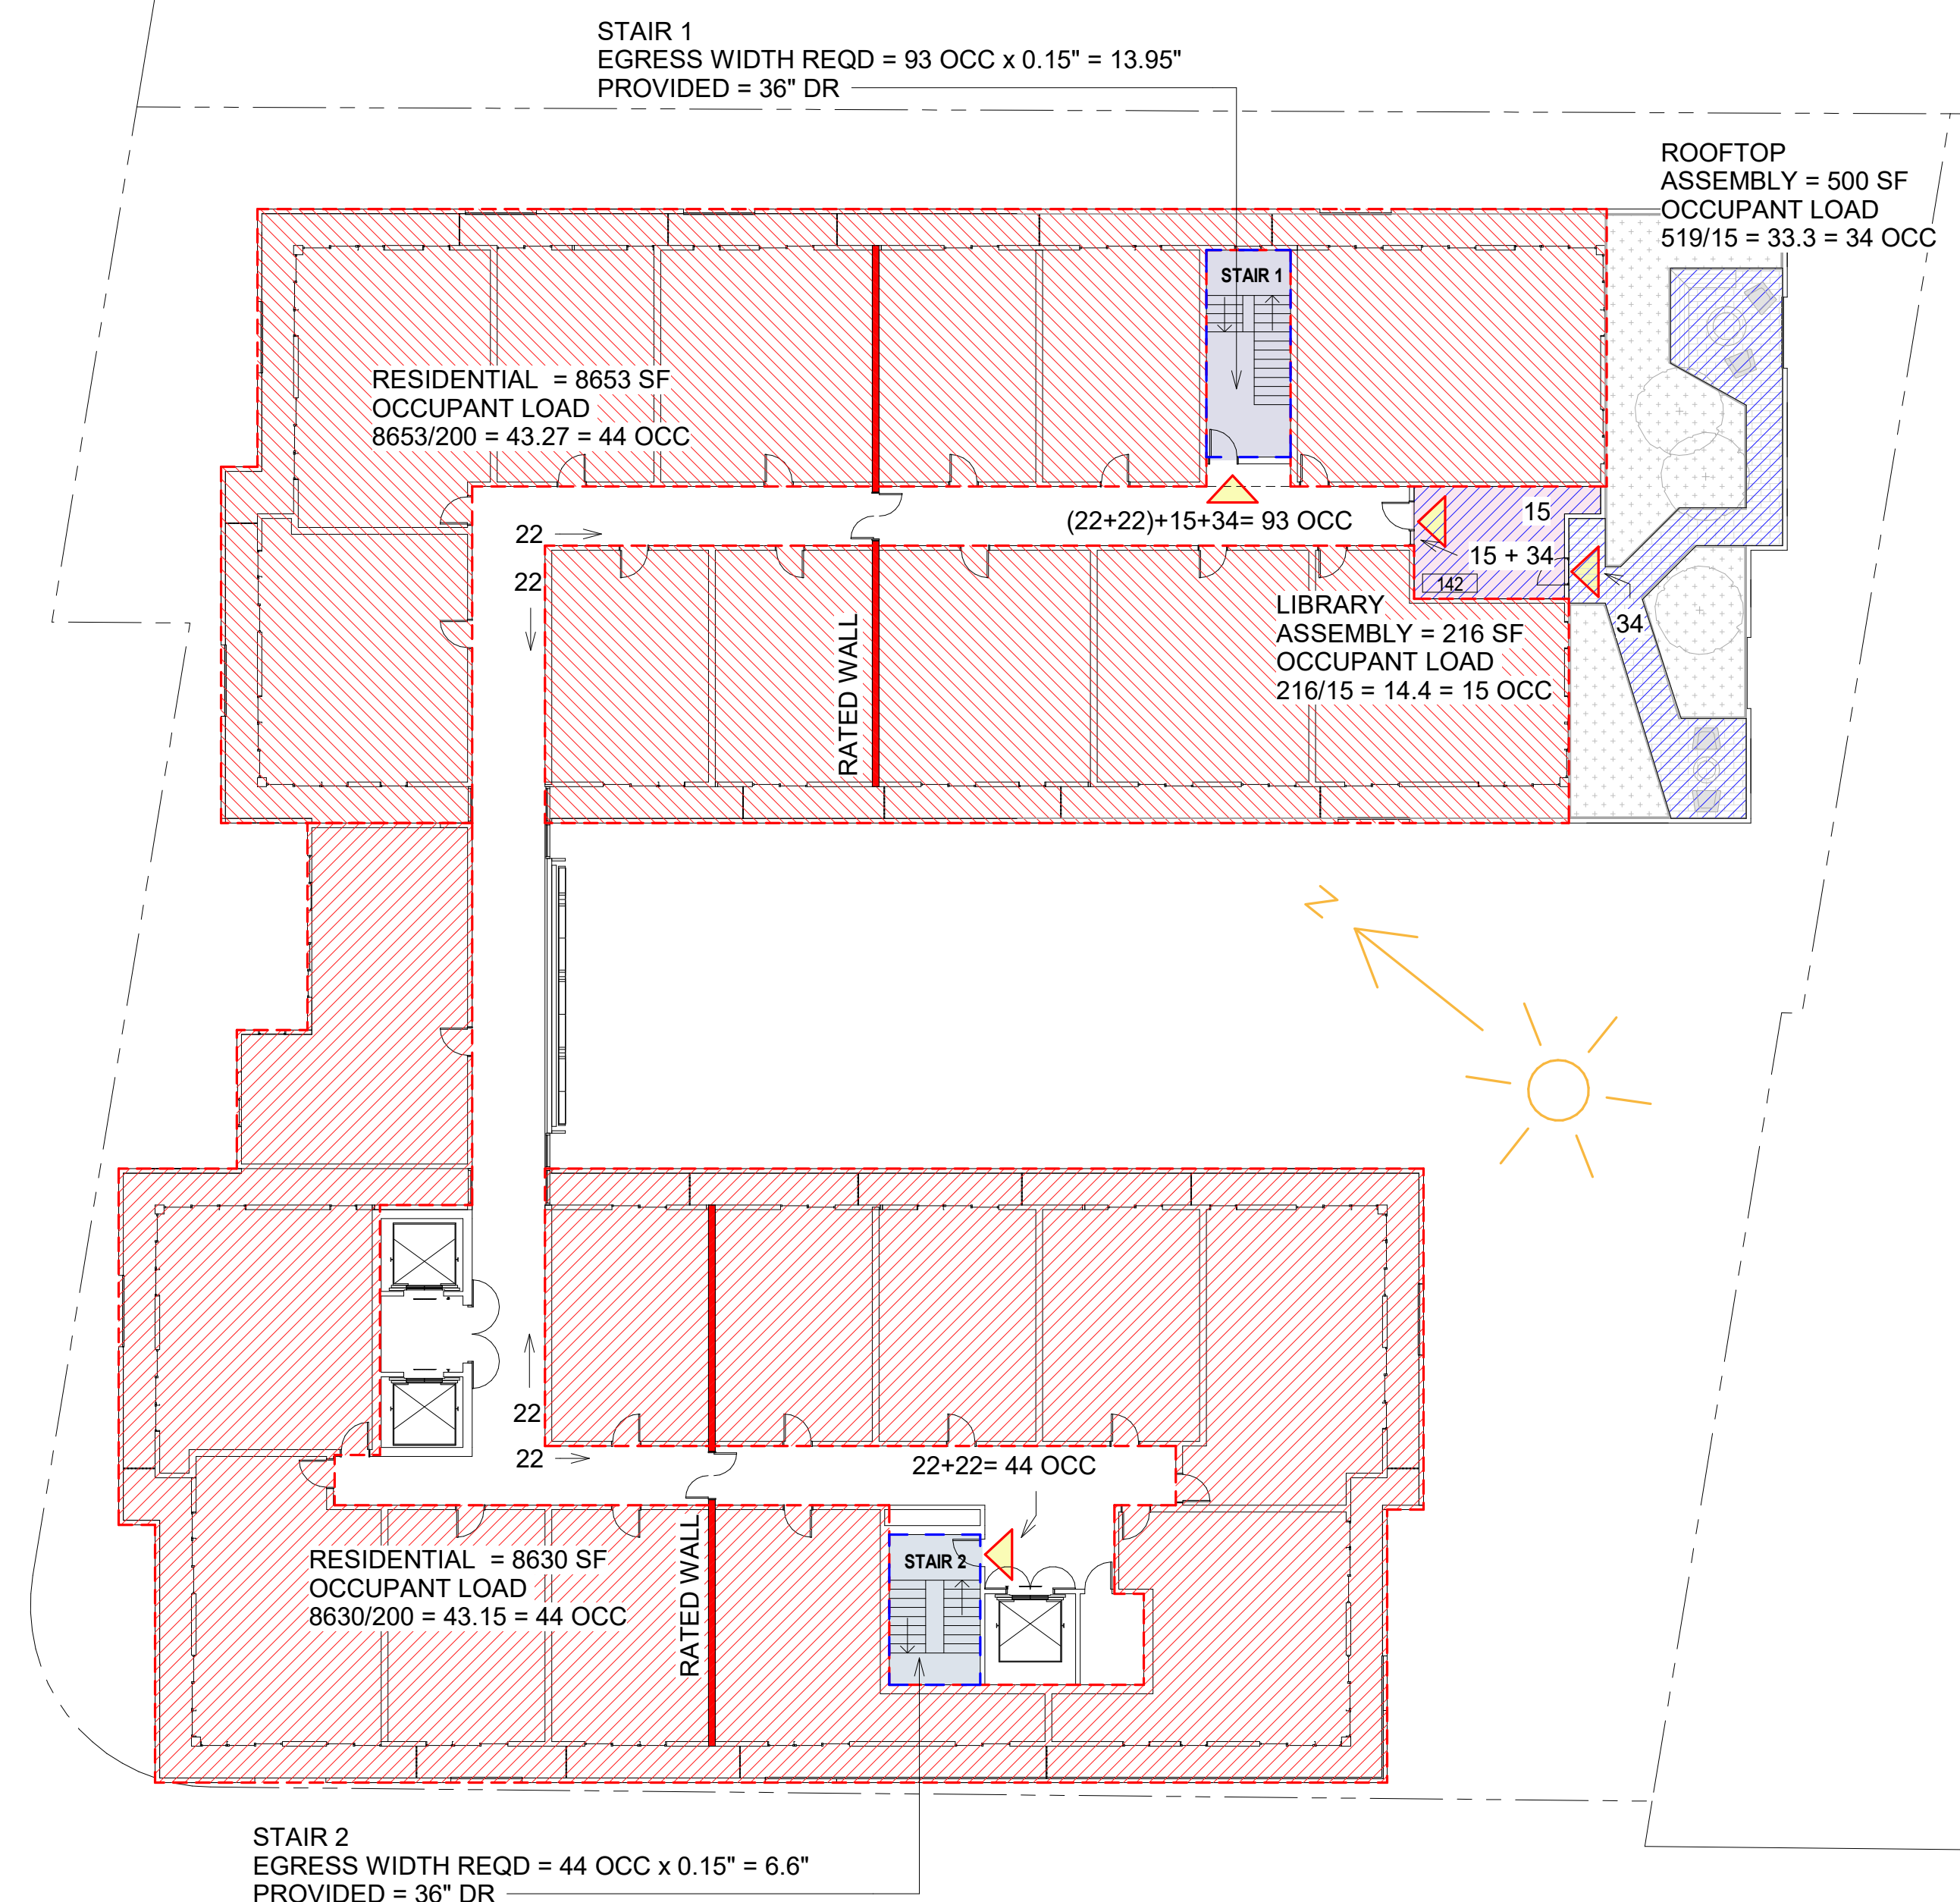 STAIR 1
EGRESS WIDTH REQD = 93 OCC x 0.15" = 13.95"
PROVIDED = 36" DR
ROOFTOP
ASSEMBLY = 500 SF
OCCUPANT LOAD
519/15 = 33.3 = 34 OCC
STAIR 1
RESIDENTIAL = 8653 SF
OCCUPANT LOAD
8653/200 = 43.27 = 44 OCC
22
(22+22)+15+34= 93 OCC
15
15 + 34
22
142
34
LIBRARY
ASSEMBLY = 216 SF
OCCUPANT LOAD
216/15 = 14.4 = 15 OCC
RATED WALL
N
22
22
22+22= 44 OCC
RESIDENTIAL = 8630 SF
OCCUPANT LOAD
8630/200 = 43.15 = 44 OCC
RATED WALL
STAIR 2
STAIR 2
EGRESS WIDTH REQD = 44 OCC x 0.15" = 6.6"
PROVIDED = 36" DR